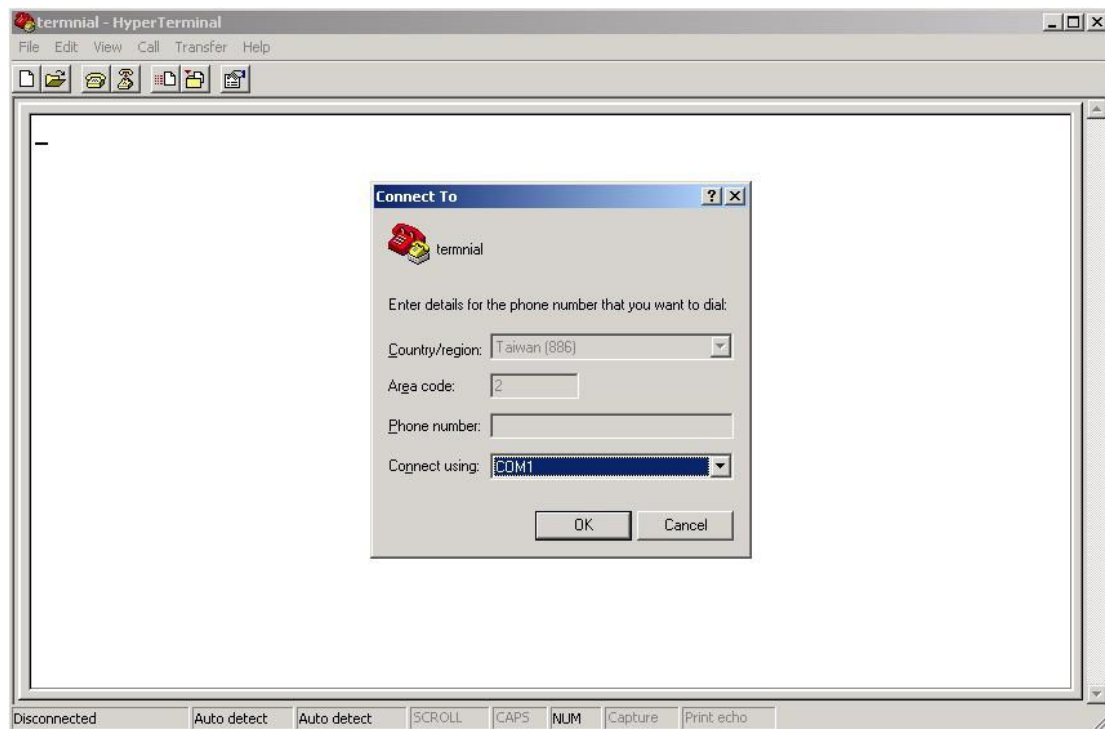 termnial - HyperTerminal
File Edit View Call Transfer Help
Connect To
termnial
Enter details for the phone number that you want to dial:
Country/region: Taiwan (886)
Area code: 2
Phone number:
Connect using: COM1
OK Cancel
Disconnected Auto detect Auto detect SCROLL CAPS NUM Capture Print echo